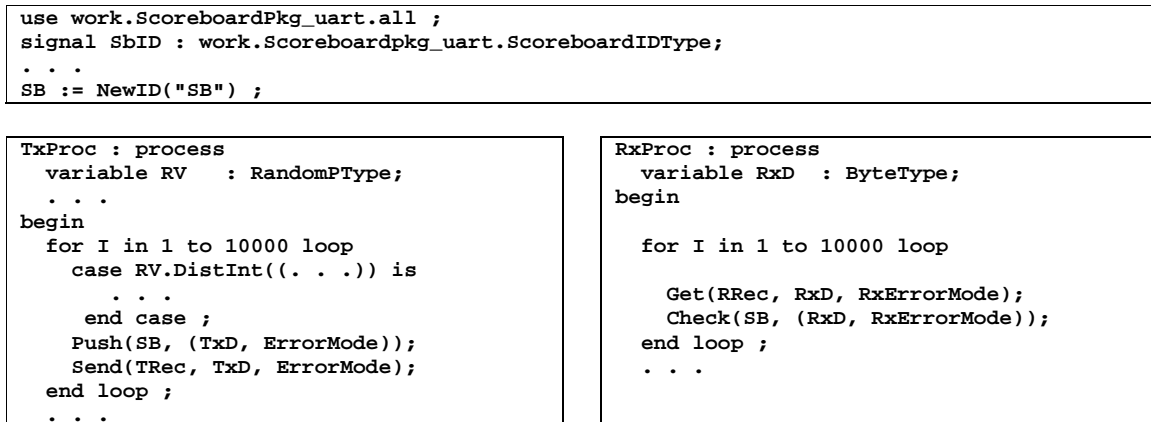 use work.ScoreboardPkg_uart.all ;
signal SbID : work.Scoreboardpkg_uart.ScoreboardIDType;
. . .
SB := NewID("SB") ;
TxProc : process
  variable RV   : RandomPType;
  . . .
begin
  for I in 1 to 10000 loop
    case RV.DistInt((. . .)) is
       . . .
     end case ;
    Push(SB, (TxD, ErrorMode));
    Send(TRec, TxD, ErrorMode);
  end loop ;
  . . .
RxProc : process
  variable RxD  : ByteType;
begin
  for I in 1 to 10000 loop
    Get(RRec, RxD, RxErrorMode);
    Check(SB, (RxD, RxErrorMode));
  end loop ;
  . . .